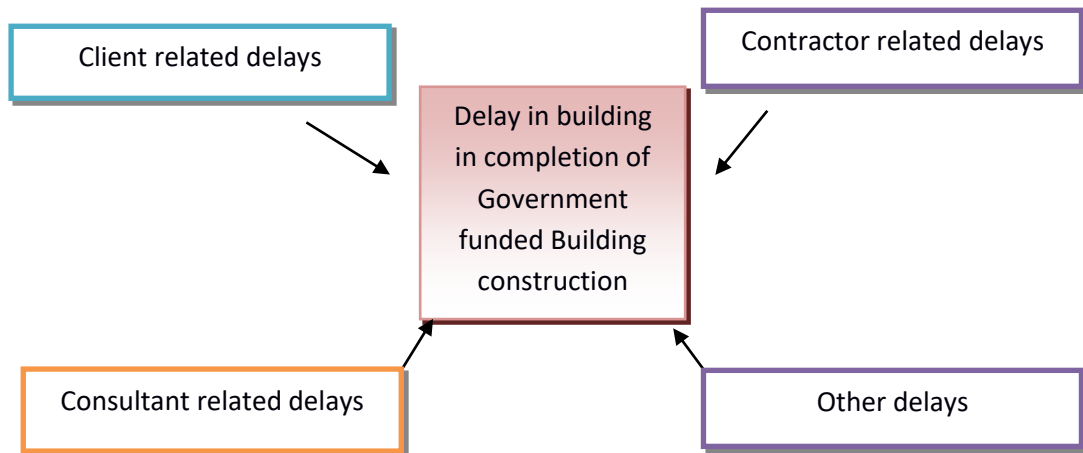 Client related delays
Contractor related delays
Delay in building
in completion of
Government
funded Building
construction
Consultant related delays
Other delays